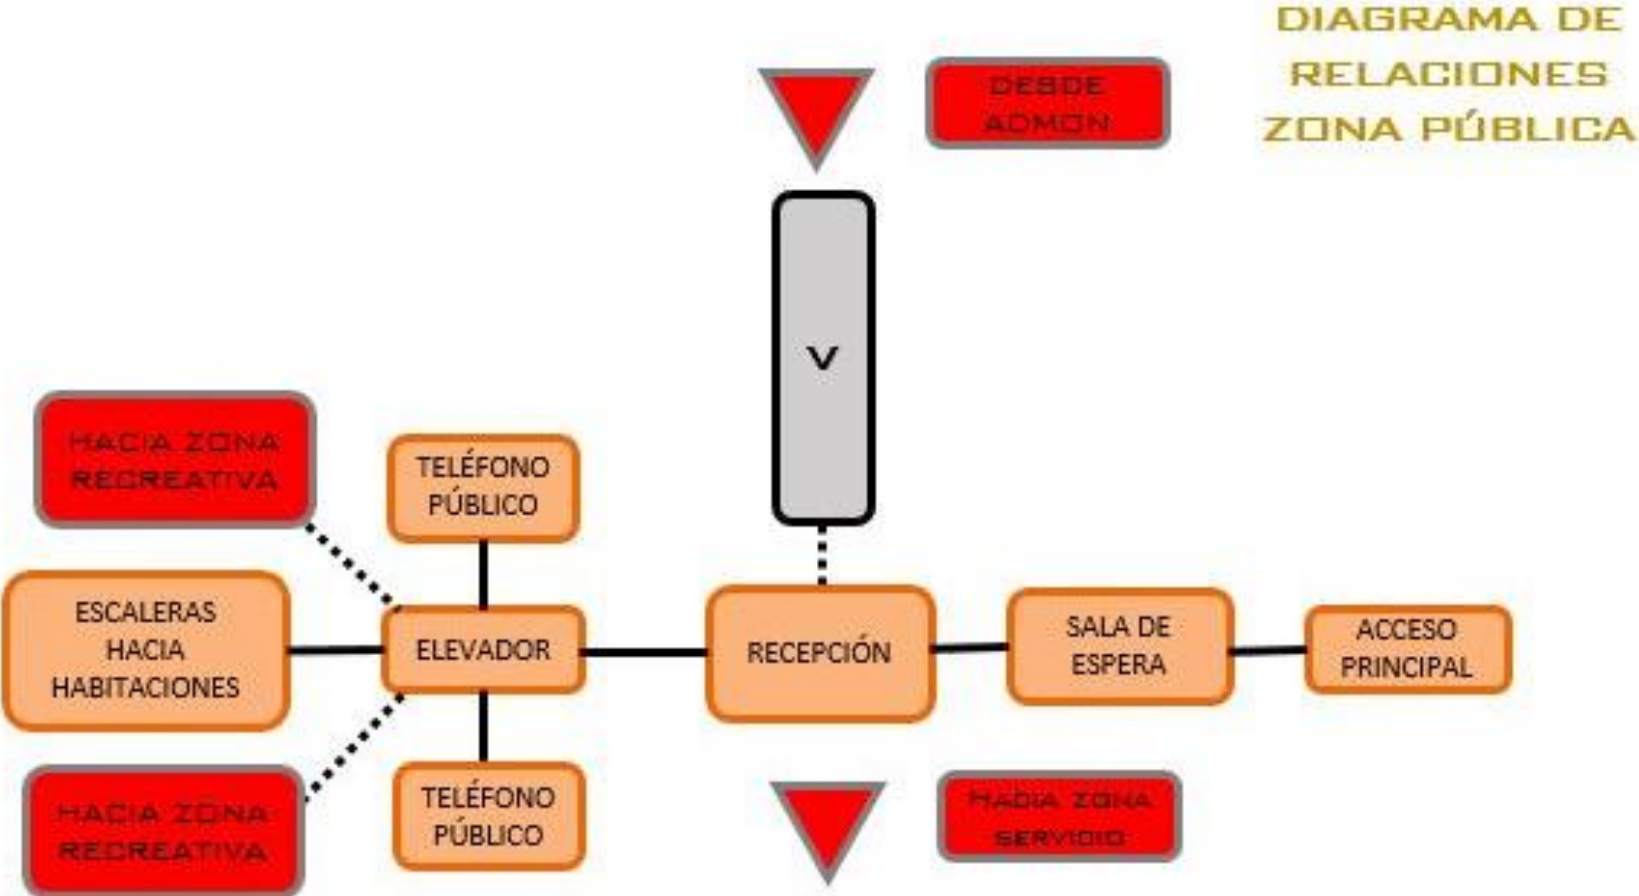 DIAGRAMA DE
RELACIONES
ZONA PÚBLICA
DESDE
ADMON
V
HACIA ZONA
RECREATIVA
TELÉFONO
PÚBLICO
ESCALERAS
HACIA
HABITACIONES
ELEVADOR
RECEPCIÓN
SALA DE
ESPERA
ACCESO
PRINCIPAL
HACIA ZONA
RECREATIVA
TELÉFONO
PÚBLICO
HACIA ZONA
SERVICIO